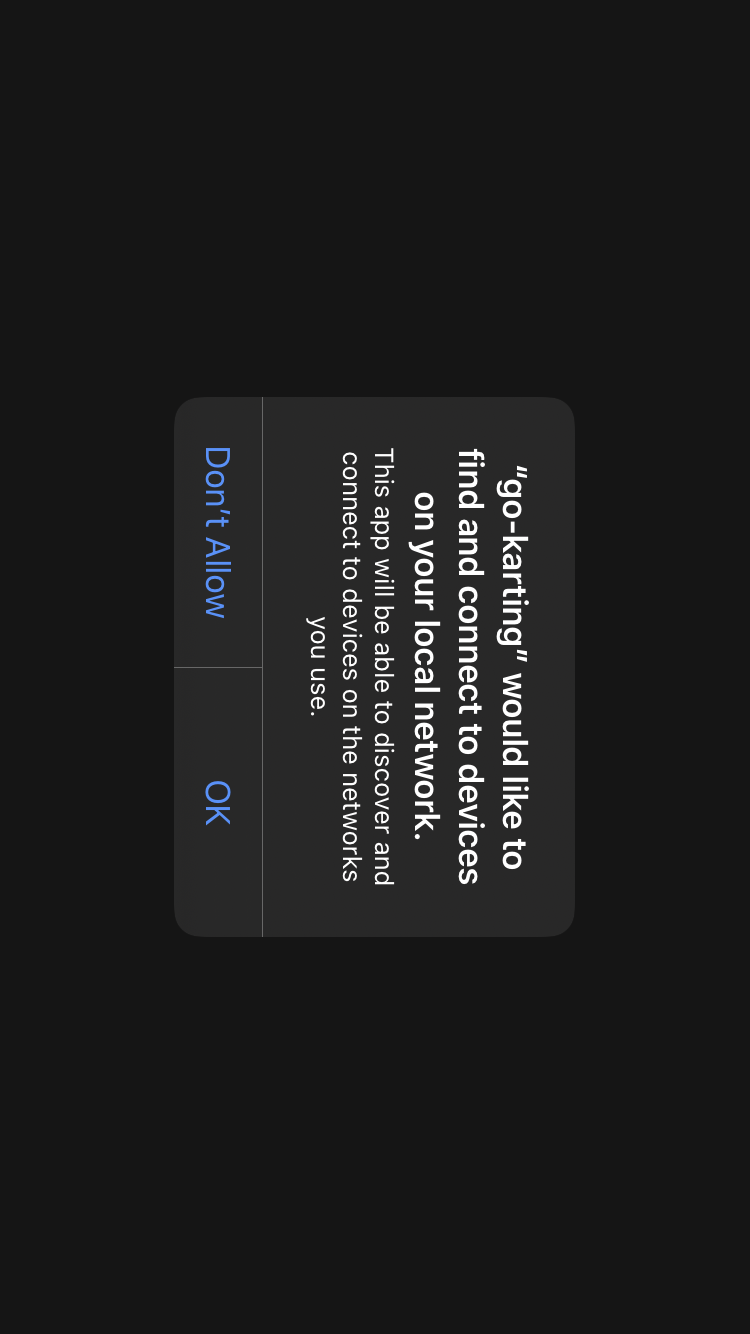 “go-karting” would like to
find and connect to devices
on your local network.
This app will be able to discover and
connect to devices on the networks
you use.
Don’t Allow
OK